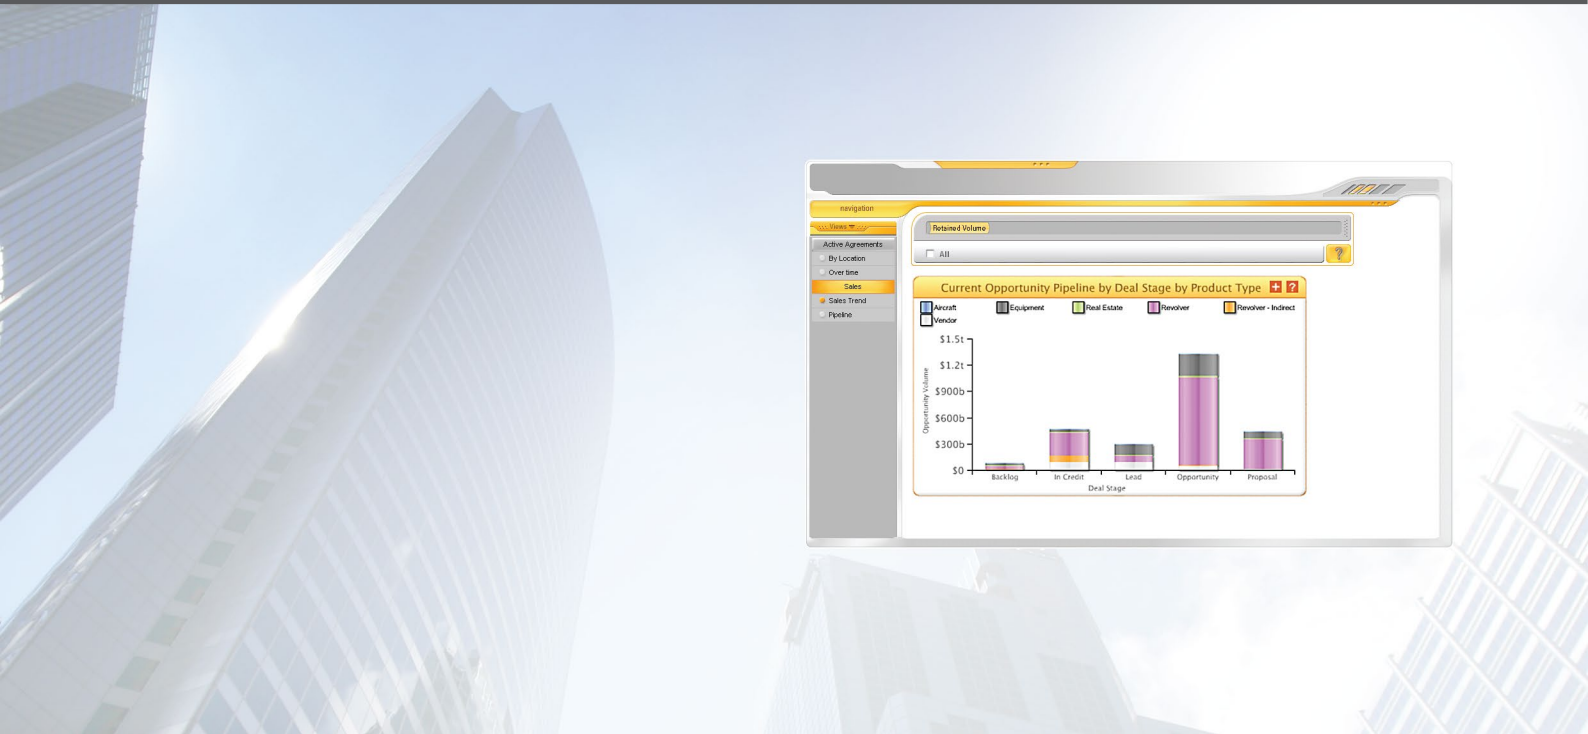 navigation
Views
Active Agreements
By Location
Over time
Sales
Sales Trend
Pipeline
Retained Volume
All
?
Current Opportunity Pipeline by Deal Stage by Product Type + ?
Aircraft Equipment Real Estate Revolver Revolver - Indirect
Vendor
Opportunity Volume
$1.5t
$1.2t
$900b
$600b
$300b
$0
Backlog In Credit Lead Opportunity Proposal
Deal Stage